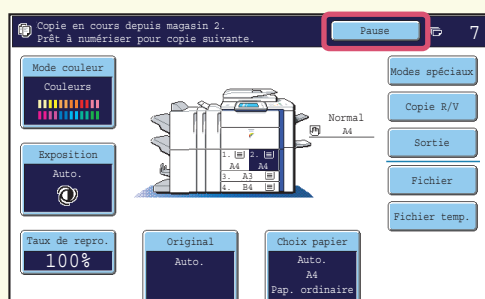 Copie en cours depuis magasin 2.
Prêt à numériser pour copie suivante.
Pause
7
Mode couleur
Couleurs
Modes spéciaux
Copie R/V
Normal
A4
Sortie
Exposition
Auto.
1. 2.
A4 A4
3. A3
4. B4
Fichier
Fichier temp.
Taux de repro.
100%
Original
Auto.
Choix papier
Auto.
A4
Pap. ordinaire